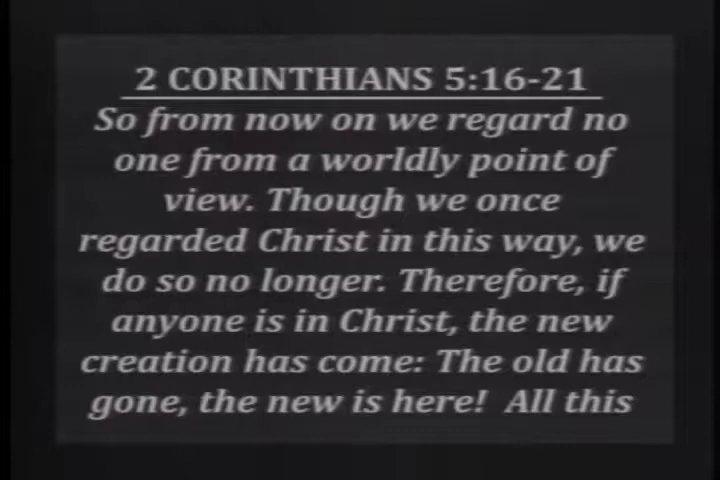 2 CORINTHIANS 5:16-21
So from now on we regard no
one from a worldly point of
view. Though we once
regarded Christ in this way, we
do so no longer. Therefore, if
anyone is in Christ, the new
creation has come: The old has
gone, the new is here! All this